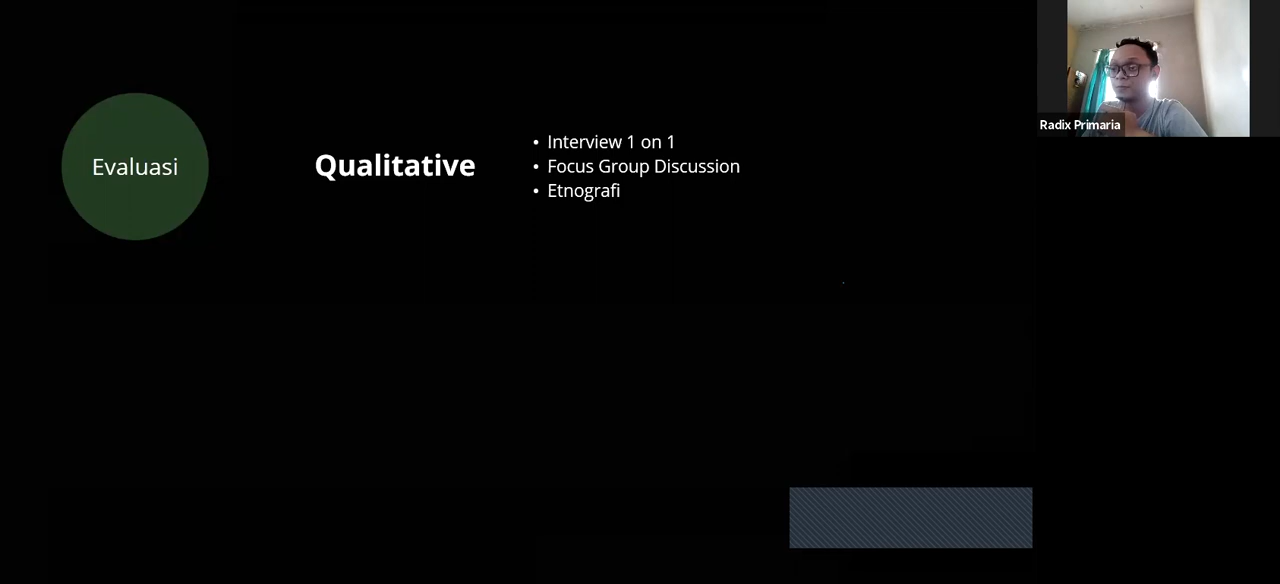 Evaluasi
Qualitative
• Interview 1 on 1
• Focus Group Discussion
• Etnografi
Radix Primaria